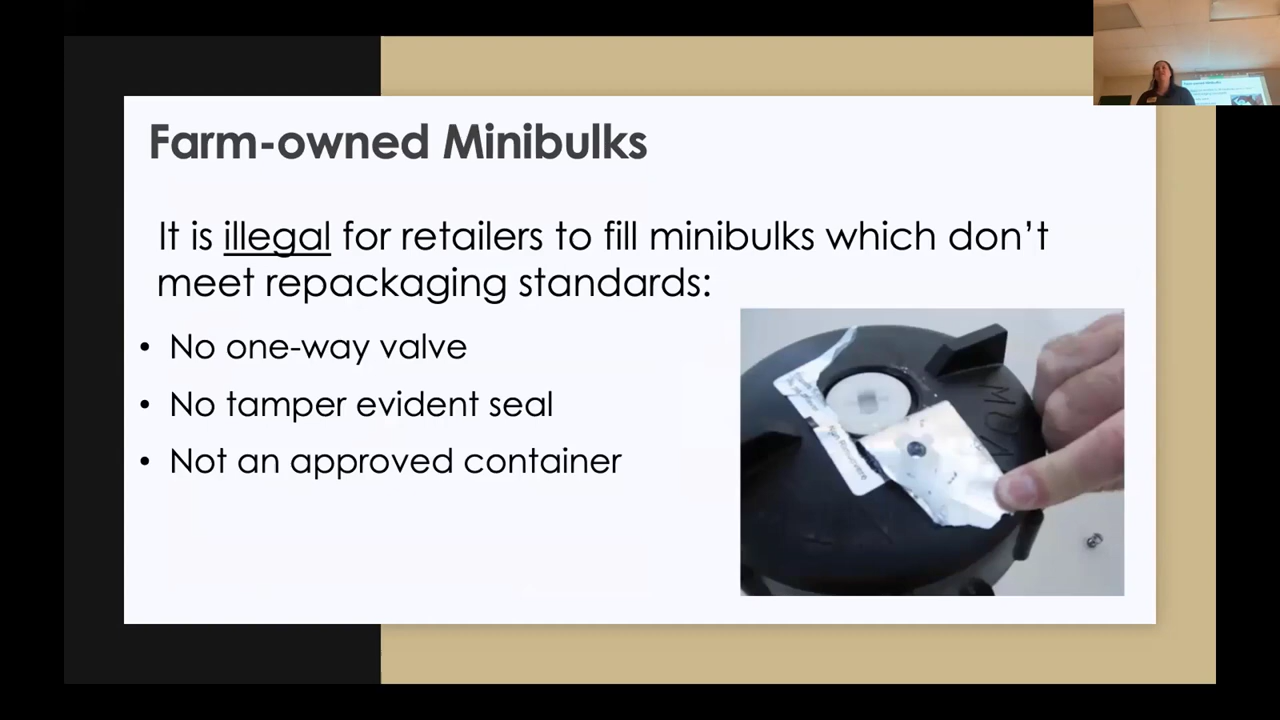 Farm-owned Minibulks
It is illegal for retailers to fill minibulks which don't
meet repackaging standards:
• No one-way valve
• No tamper evident seal
• Not an approved container